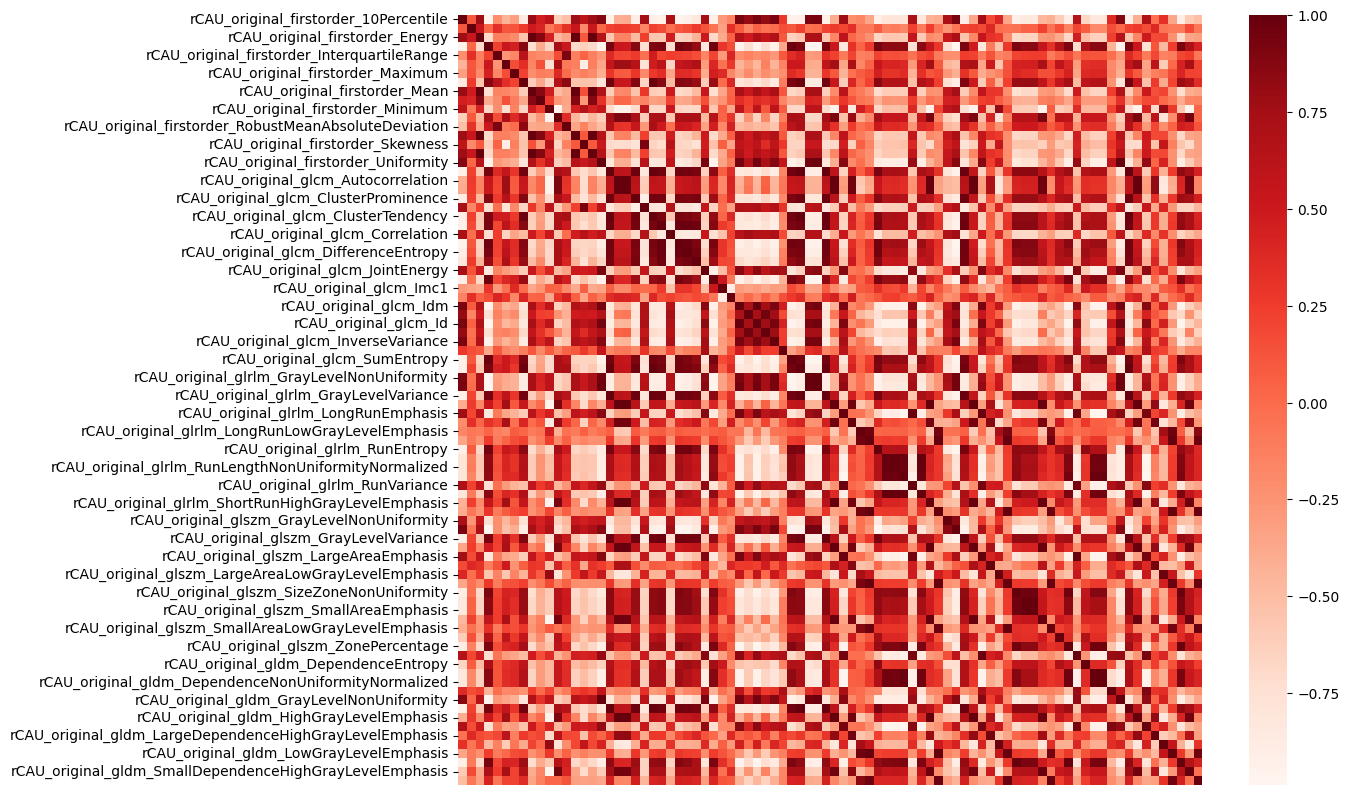 rCAU_original_firstorder_10Percentile
rCAU_original_firstorder_Energy
rCAU_original_firstorder_InterquartileRange
rCAU_original_firstorder_Maximum
rCAU_original_firstorder_Mean
rCAU_original_firstorder_Minimum
rCAU_original_firstorder_RobustMeanAbsoluteDeviation
rCAU_original_firstorder_Skewness
rCAU_original_firstorder_Uniformity
rCAU_original_glcm_Autocorrelation
rCAU_original_glcm_ClusterProminence
rCAU_original_glcm_ClusterTendency
rCAU_original_glcm_Correlation
rCAU_original_glcm_DifferenceEntropy
rCAU_original_glcm_JointEnergy
rCAU_original_glcm_Imc1
rCAU_original_glcm_Idm
rCAU_original_glcm_Id
rCAU_original_glcm_InverseVariance
rCAU_original_glcm_SumEntropy
rCAU_original_glrlm_GrayLevelNonUniformity
rCAU_original_glrlm_GrayLevelVariance
rCAU_original_glrlm_LongRunEmphasis
rCAU_original_glrlm_LongRunLowGrayLevelEmphasis
rCAU_original_glrlm_RunEntropy
rCAU_original_glrlm_RunLengthNonUniformityNormalized
rCAU_original_glrlm_RunVariance
rCAU_original_glrlm_ShortRunHighGrayLevelEmphasis
rCAU_original_glszm_GrayLevelNonUniformity
rCAU_original_glszm_GrayLevelVariance
rCAU_original_glszm_LargeAreaEmphasis
rCAU_original_glszm_LargeAreaLowGrayLevelEmphasis
rCAU_original_glszm_SizeZoneNonUniformity
rCAU_original_glszm_SmallAreaEmphasis
rCAU_original_glszm_SmallAreaLowGrayLevelEmphasis
rCAU_original_glszm_ZonePercentage
rCAU_original_gldm_DependenceEntropy
rCAU_original_gldm_DependenceNonUniformityNormalized
rCAU_original_gldm_GrayLevelNonUniformity
rCAU_original_gldm_HighGrayLevelEmphasis
rCAU_original_gldm_LargeDependenceHighGrayLevelEmphasis
rCAU_original_gldm_LowGrayLevelEmphasis
rCAU_original_gldm_SmallDependenceHighGrayLevelEmphasis
1.00
0.75
0.50
0.25
0.00
−0.25
−0.50
−0.75